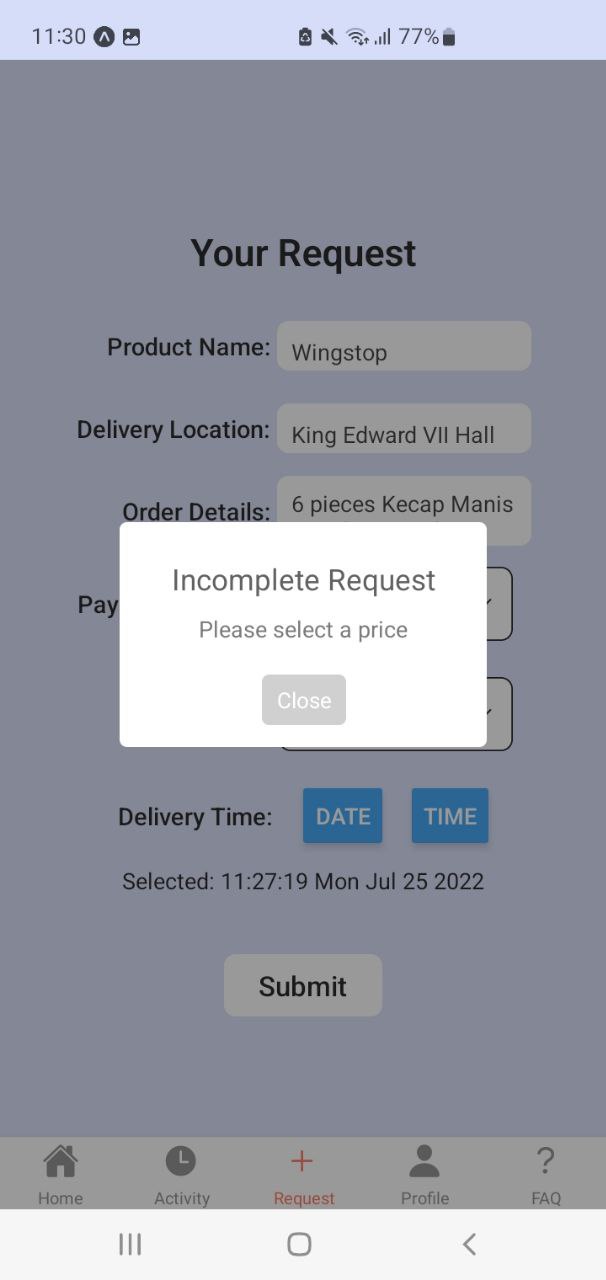 11:30 77%
Your Request
Product Name: Wingstop
Delivery Location: King Edward VII Hall
Order Details: 6 pieces Kecap Manis
Pay
Incomplete Request
Please select a price
Close
Delivery Time: DATE TIME
Selected: 11:27:19 Mon Jul 25 2022
Submit
Home Activity Request Profile FAQ